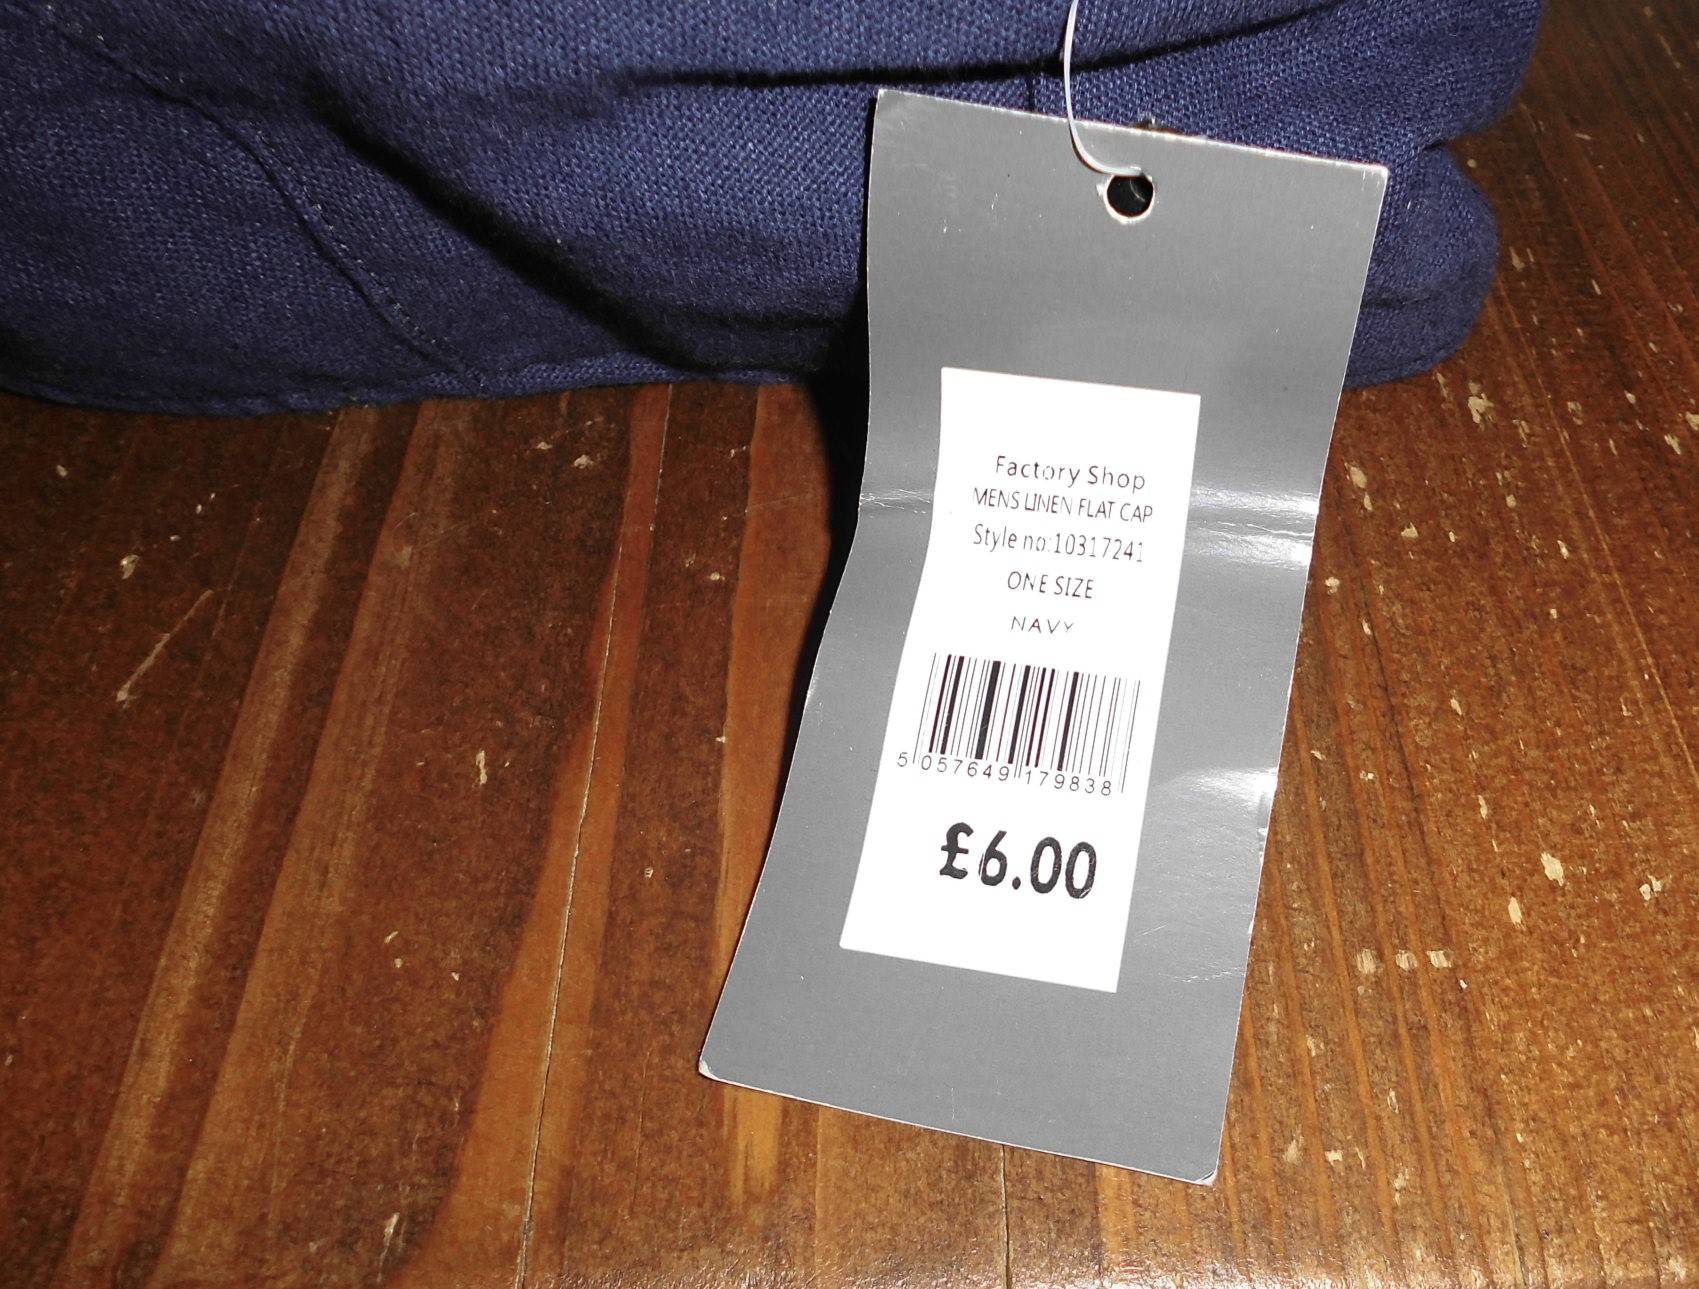 Factory Shop
MENS LINEN FLAT CAP
Style no:10317241
ONE SIZE
NAVY
5 057649 179838
£6.00